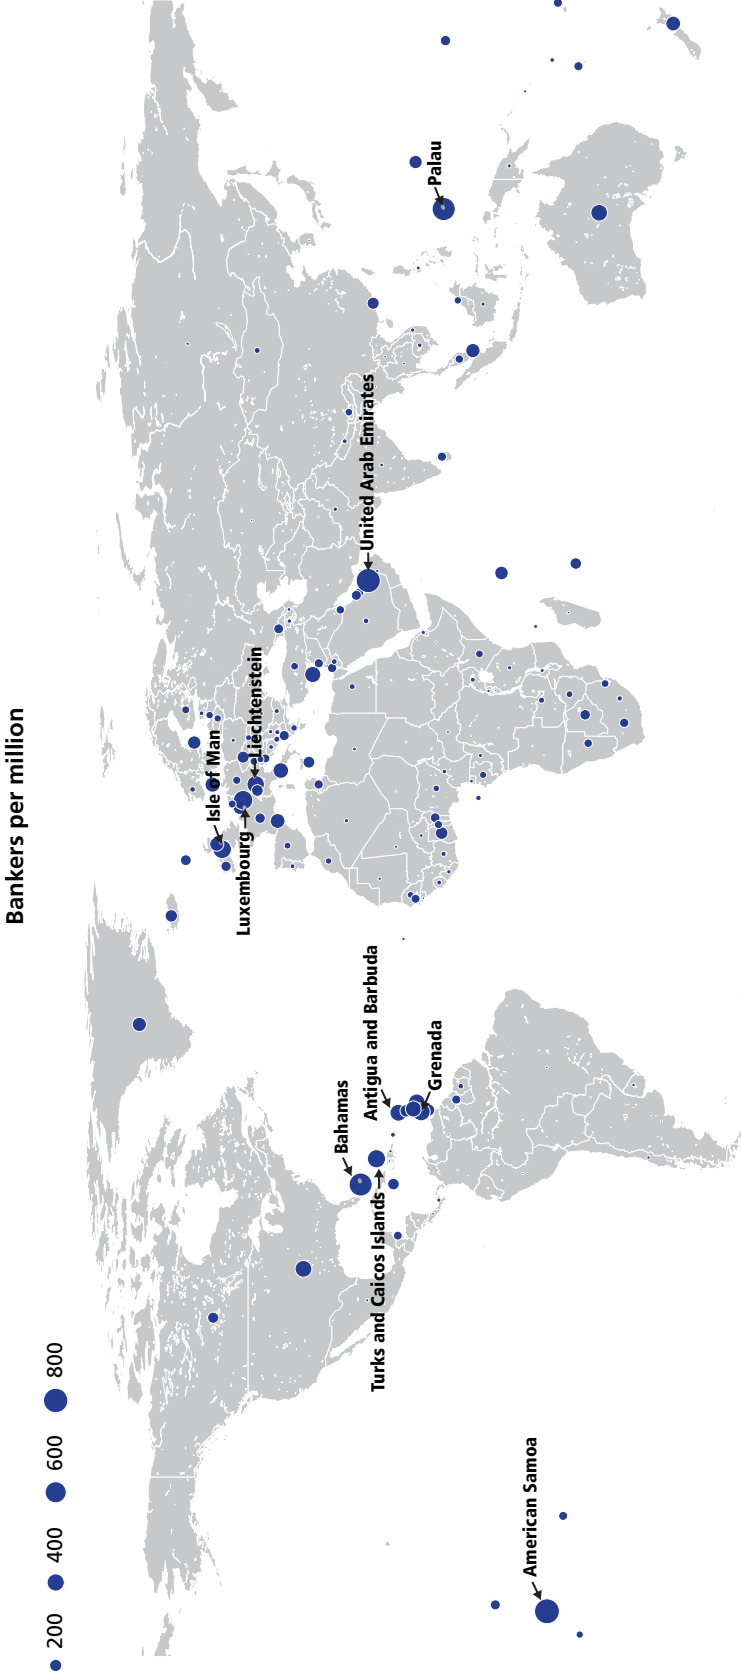 Bankers per million
200 400 600 800
Isle of Man
Liechtenstein
Luxembourg
United Arab Emirates
Palau
Bahamas
Antigua and Barbuda
Turks and Caicos Islands
Grenada
American Samoa